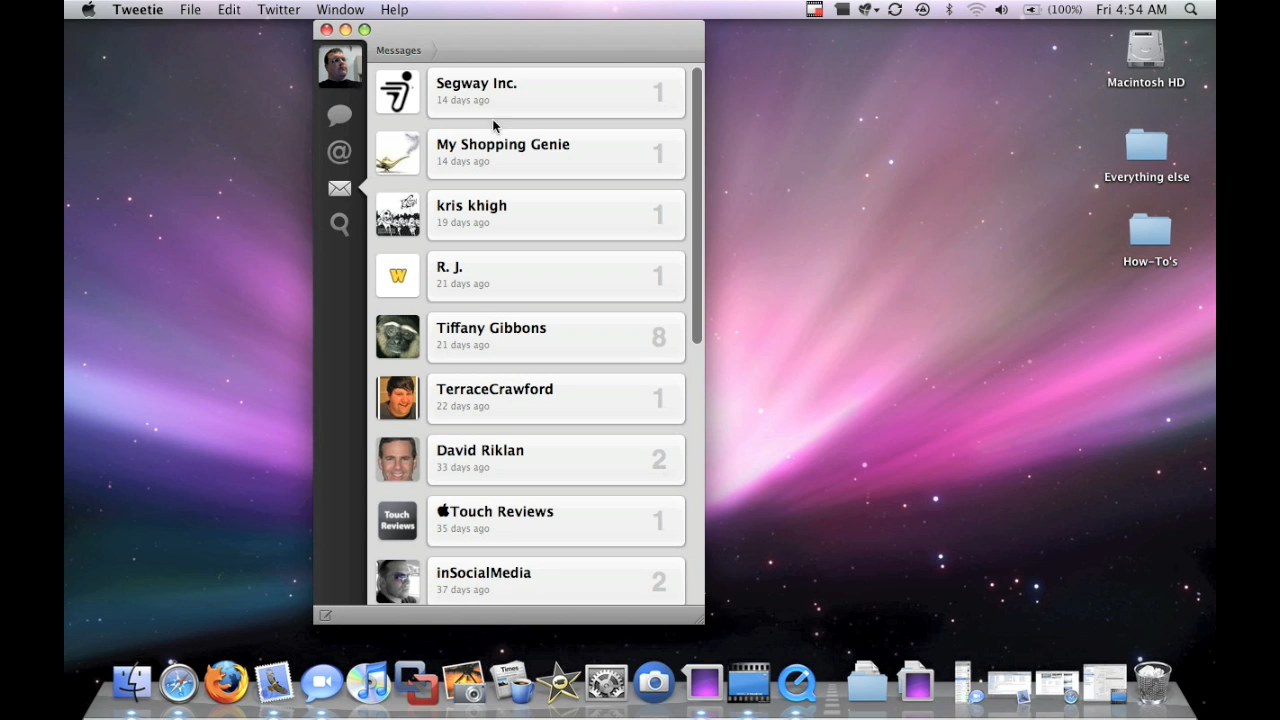 Tweetie File Edit Twitter Window Help (100%) Fri 4:54 AM
Messages
Segway Inc.
14 days ago
1
My Shopping Genie
14 days ago
1
kris khigh
19 days ago
1
R. J.
21 days ago
1
W
Tiffany Gibbons
21 days ago
8
TerraceCrawford
22 days ago
1
David Riklan
33 days ago
2
Touch
Reviews
Touch Reviews
35 days ago
1
inSocialMedia
37 days ago
2
Macintosh HD
Everything else
How-To's
Times